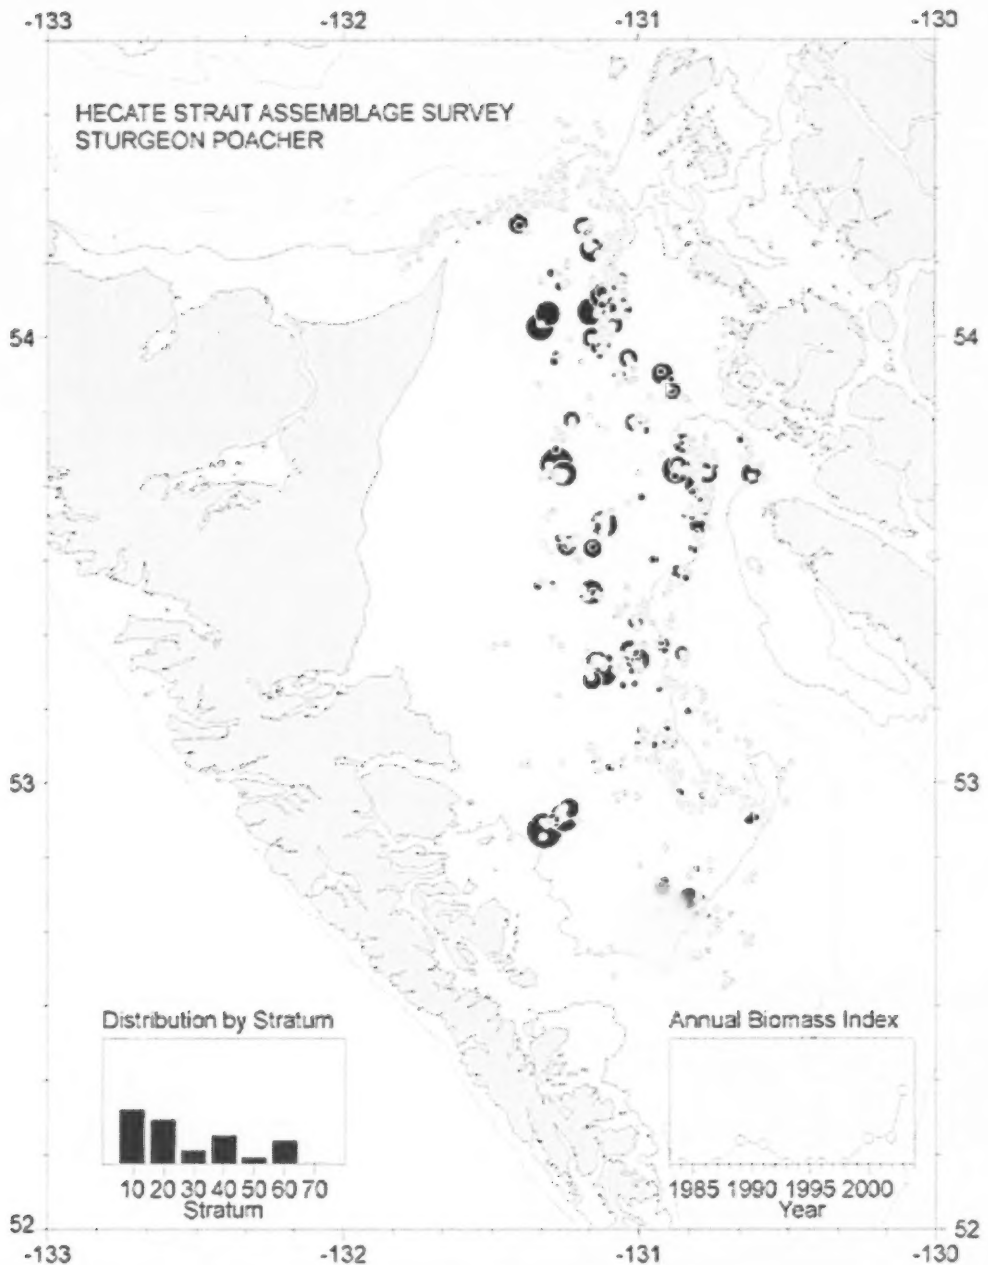 -133 -132 -131 -130
HECATE STRAIT ASSEMBLAGE SURVEY
STURGEON POACHER
54 54
53 53
Distribution by Stratum
10 20 30 40 50 60 70
Stratum
Annual Biomass Index
1985 1990 1995 2000
Year
52 52
-133 -132 -131 -130